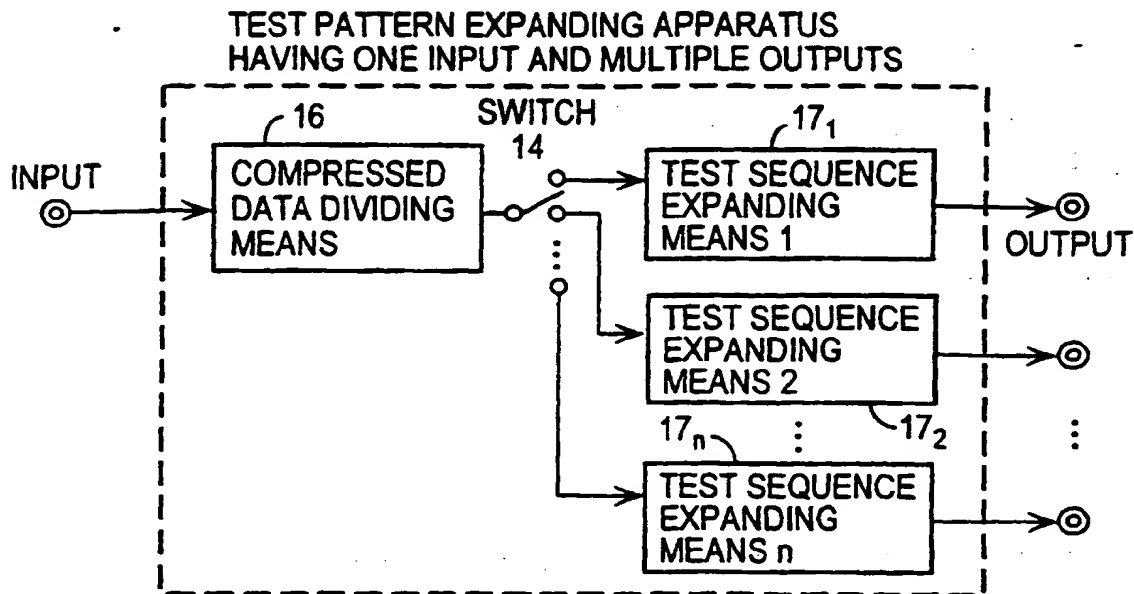 TEST PATTERN EXPANDING APPARATUS
HAVING ONE INPUT AND MULTIPLE OUTPUTS
16
SWITCH
14
17₁
INPUT
COMPRESSED
DATA DIVIDING
MEANS
TEST SEQUENCE
EXPANDING
MEANS 1
OUTPUT
TEST SEQUENCE
EXPANDING
MEANS 2
17₂
17ₙ
TEST SEQUENCE
EXPANDING
MEANS n